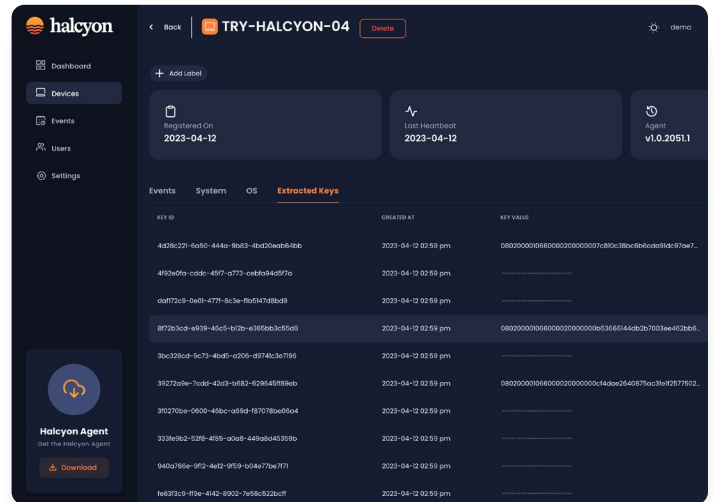 halcyon
Back
TRY-HALCYON-04
Delete
demo
Dashboard
Devices
Events
Users
Settings
+ Add Label
Registered On
2023-04-12
Last Heartbeat
2023-04-12
Agent
v1.0.2051.1
Events System OS Extracted Keys
KEY ID CREATED AT KEY VALUE
4d28c221-6a50-444a-9b83-4bd20eab64bb 2023-04-12 02:59 pm 0802000010660000200000007c810c38bc6b6cda91dc97ae7...
4f92e0fa-cddc-45f7-a773-cebfa94d5f7a 2023-04-12 02:59 pm
daf172c9-0e01-477f-8c3e-f1b5147d8bd9 2023-04-12 02:59 pm
8f72b3cd-e939-46c5-b12b-e365bb3c55d0 2023-04-12 02:59 pm 080200001066000020000000b53666144db2b7003ee462bb6...
3bc328cd-9c73-4bd5-a206-d9741c3e7196 2023-04-12 02:59 pm
39272a9e-7cdd-42d3-b682-629645ff89eb 2023-04-12 02:59 pm 080200001066000020000000cf4dae2640875ac3fe1f2577502...
3f0270be-0600-46bc-a69d-f87078be06a4 2023-04-12 02:59 pm
333fe9b2-52f8-4f85-a0a8-449a8d45359b 2023-04-12 02:59 pm
940a766e-9f12-4e12-9f59-b04e77be7f71 2023-04-12 02:59 pm
fe63f3c9-ff9e-4142-8902-7e58c522bcff 2023-04-12 02:59 pm
Halcyon Agent
Get the Halcyon Agent
Download